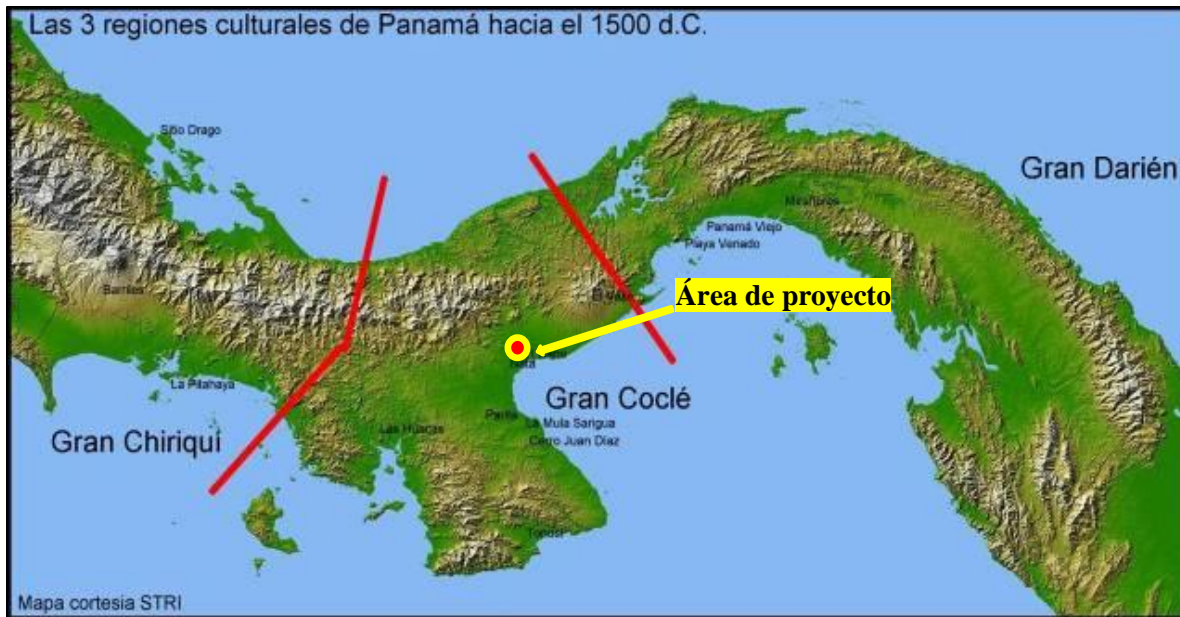 Las 3 regiones culturales de Panamá hacia el 1500 d.C.
Sitio Drago
Gran Darién
Miraflores
Panamá Viejo
Playa Venado
Barriles
Área de proyecto
Natá
La Pitahaya
Gran Coclé
Parita
La Mula Sarigua
Las Huacas
Cerro Juan Díaz
Gran Chiriquí
Tonosí
Mapa cortesia STRI